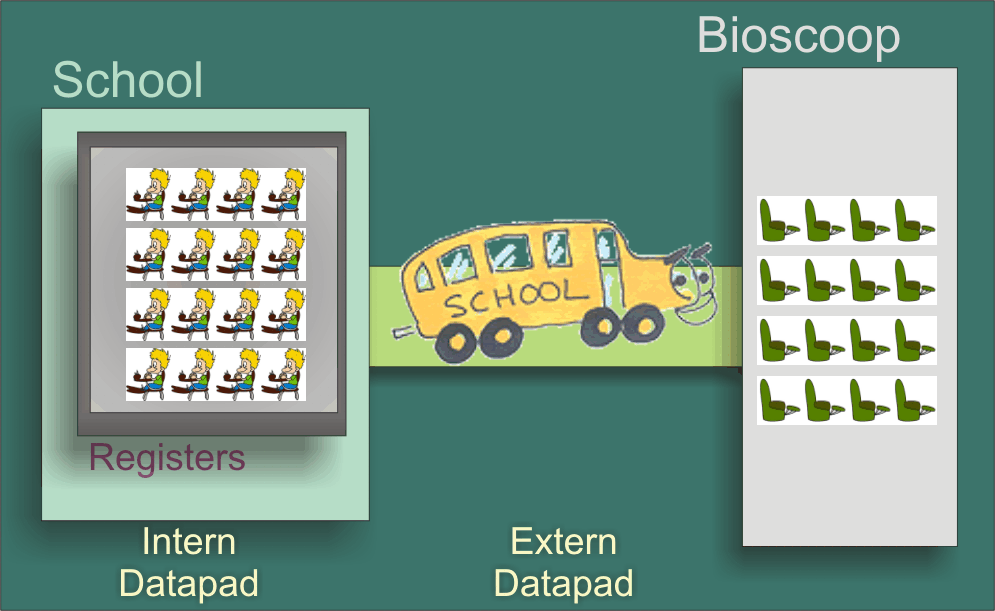 School
Bioscoop
SCHOOL
Registers
Intern
Datapad
Extern
Datapad